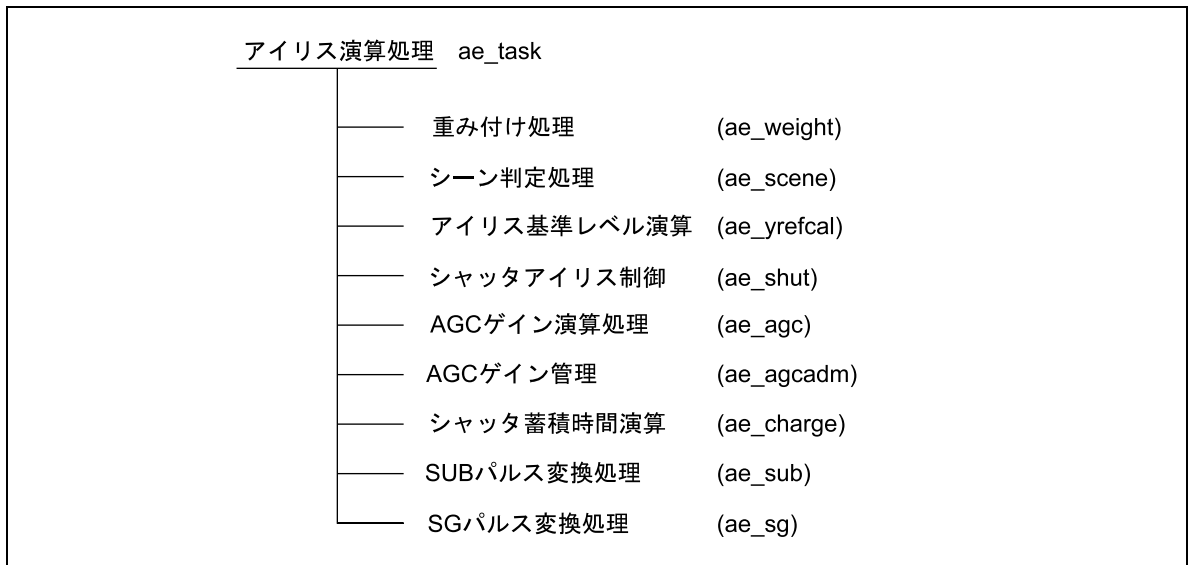 アイリス演算処理 ae_task
重み付け処理 (ae_weight)
シーン判定処理 (ae_scene)
アイリス基準レベル演算 (ae_yrefcal)
シャッタアイリス制御 (ae_shut)
AGCゲイン演算処理 (ae_agc)
AGCゲイン管理 (ae_agcadm)
シャッタ蓄積時間演算 (ae_charge)
SUBパルス変換処理 (ae_sub)
SGパルス変換処理 (ae_sg)